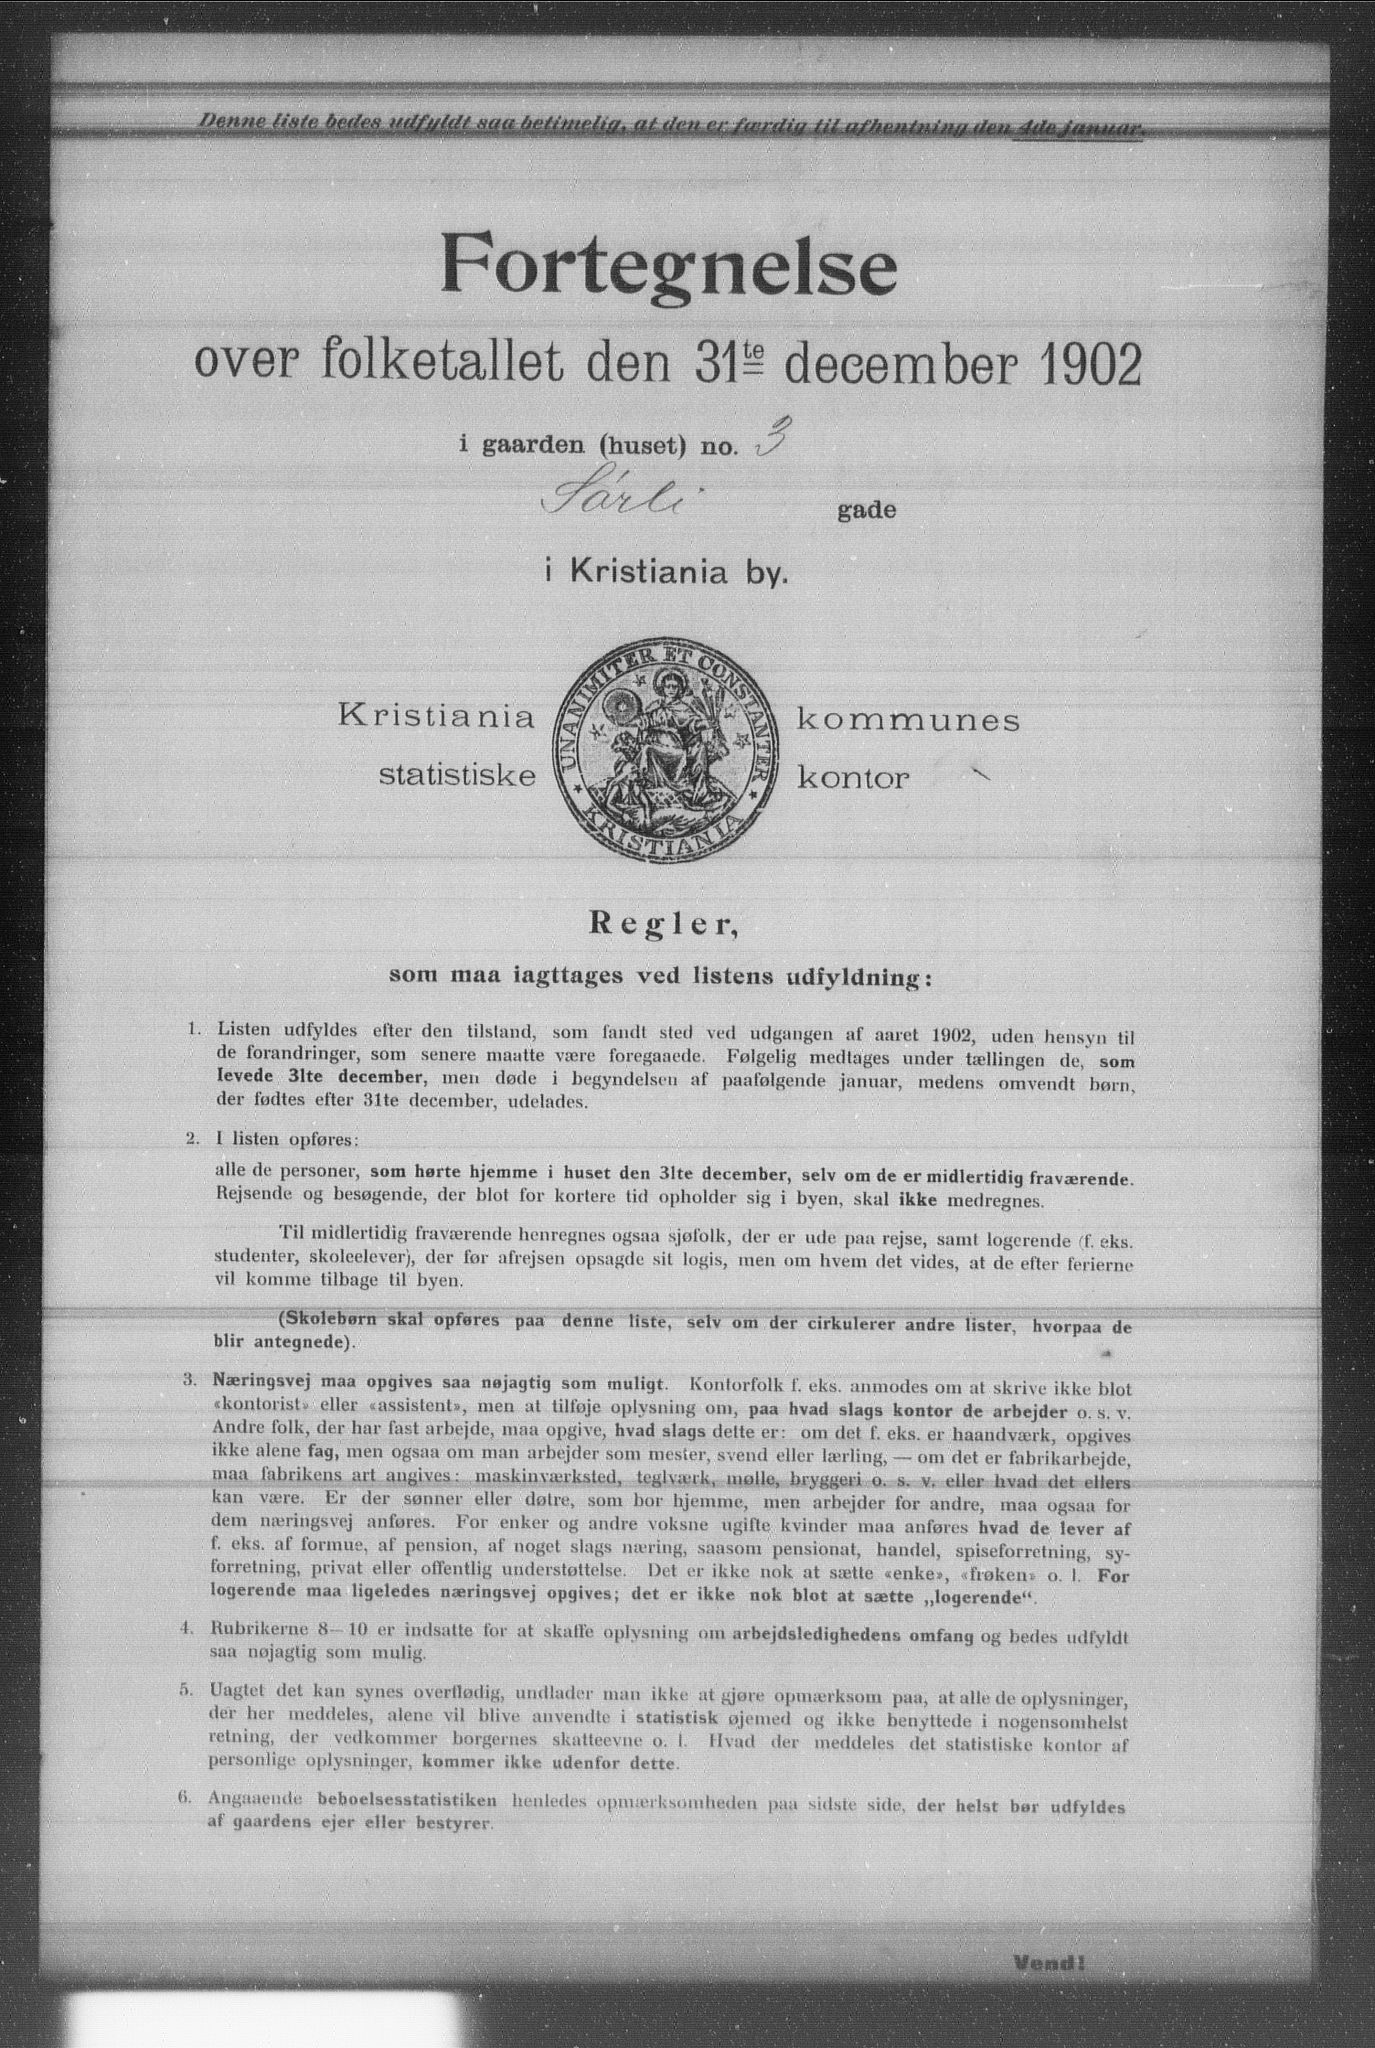 Denne liste bedes udfyldt saa betimelig, at den er færdig til afhentning den 4de januar.
Fortegnelse
over folketallet den 31te december 1902
i gaarden (huset) no. 3
Sørli gade
i Kristiania by.
Kristiania kommunes
statistiske kontor
UNANIMITER ET CONSTANTER
KRISTIANIA
Regler,
som maa iagttages ved listens udfyldning:
1. Listen udfyldes efter den tilstand, som fandt sted ved udgangen af aaret 1902, uden hensyn til
de forandringer, som senere maatte være foregaaede. Følgelig medtages under tællingen de, som
levede 31te december, men døde i begyndelsen af paafølgende januar, medens omvendt børn,
der fødtes efter 31te december, udelades.
2. I listen opføres:
alle de personer, som hørte hjemme i huset den 31te december, selv om de er midlertidig fraværende.
Rejsende og besøgende, der blot for kortere tid opholder sig i byen, skal ikke medregnes.
Til midlertidig fraværende henregnes ogsaa sjøfolk, der er ude paa rejse, samt logerende (f. eks.
studenter, skoleelever), der før afrejsen opsagde sit logis, men om hvem det vides, at de efter ferierne
vil komme tilbage til byen.
(Skolebørn skal opføres paa denne liste, selv om der cirkulerer andre lister, hvorpaa de
blir antegnede).
3. Næringsvej maa opgives saa nøjagtig som muligt. Kontorfolk f. eks. anmodes om at skrive ikke blot
«kontorist» eller «assistent», men at tilføje oplysning om, paa hvad slags kontor de arbejder o. s. v.
Andre folk, der har fast arbejde, maa opgive, hvad slags dette er: om det f. eks. er haandværk, opgives
ikke alene fag, men ogsaa om man arbejder som mester, svend eller lærling, — om det er fabrikarbejde,
maa fabrikens art angives: maskinværksted, teglværk, mølle, bryggeri o. s. v. eller hvad det ellers
kan være. Er der sønner eller døtre, som bor hjemme, men arbejder for andre, maa ogsaa for
dem næringsvej anføres. For enker og andre voksne ugifte kvinder maa anføres hvad de lever af
f. eks. af formue, af pension, af noget slags næring, saasom pensionat, handel, spiseforretning, sy-
forretning, privat eller offentlig understøttelse. Det er ikke nok at sætte «enke», «frøken» o. l. For
logerende maa ligeledes næringsvej opgives; det er ikke nok blot at sætte „logerende“.
4. Rubrikerne 8—10 er indsatte for at skaffe oplysning om arbejdsledighedens omfang og bedes udfyldt
saa nøjagtig som mulig.
5. Uagtet det kan synes overflødig, undlader man ikke at gjøre opmærksom paa, at alle de oplysninger,
der her meddeles, alene vil blive anvendte i statistisk øjemed og ikke benyttede i nogensomhelst
retning, der vedkommer borgernes skatteevne o. l. Hvad der meddeles det statistiske kontor af
personlige oplysninger, kommer ikke udenfor dette.
6. Angaaende beboelsesstatistiken henledes opmærksomheden paa sidste side, der helst bør udfyldes
af gaardens ejer eller bestyrer.
Vend!